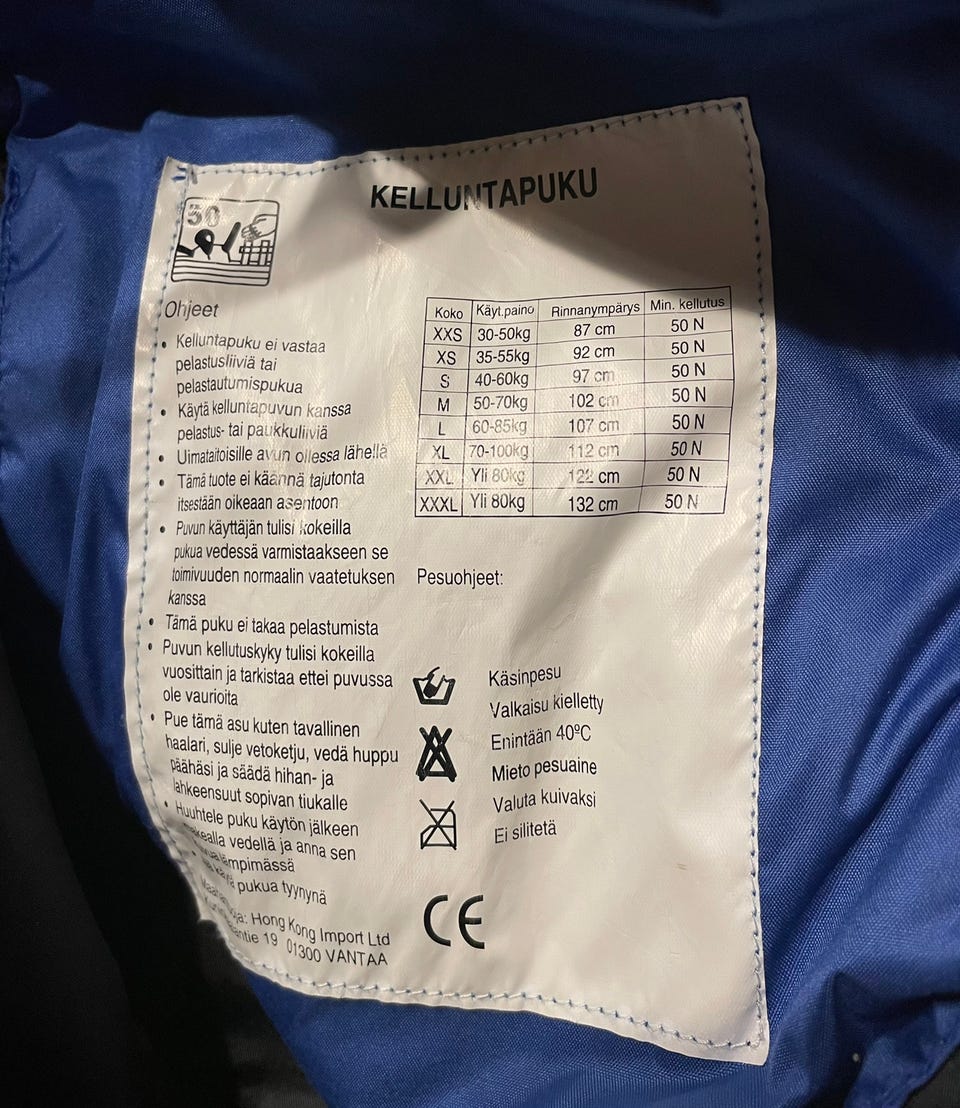 KELLUNTAPUKU
50
Ohjeet
• Kelluntapuku ei vastaa
pelastusliiviä tai
pelastautumispukua
• Käytä kelluntapuvun kanssa
pelastus- tai paukkuliiviä
• Uimataitoisille avun ollessa lähellä
• Tämä tuote ei käännä tajutonta
itsestään oikeaan asentoon
• Puvun käyttäjän tulisi kokeilla
pukua vedessä varmistaakseen se
toimivuuden normaalin vaatetuksen
kanssa
• Tämä puku ei takaa pelastumista
• Puvun kellutuskyky tulisi kokeilla
vuosittain ja tarkistaa ettei puvussa
ole vaurioita
• Pue tämä asu kuten tavallinen
haalari, sulje vetoketju, vedä huppu
päähäsi ja säädä hihan- ja
lahkeensuut sopivan tiukalle
• Huuhtele puku käytön jälkeen
makealla vedellä ja anna sen
lämpimässä
pukua tyynynä
Hong Kong Import Ltd
19 01300 VANTAA
Koko Käyt.paino Rinnanympärys Min. kellutus
XXS 30-50kg 87 cm 50 N
XS 35-55kg 92 cm 50 N
S 40-60kg 97 cm 50 N
M 50-70kg 102 cm 50 N
L 60-85kg 107 cm 50 N
XL 70-100kg 112 cm 50 N
XXL Yli 80kg 122 cm 50 N
XXXL Yli 80kg 132 cm 50 N
Pesuohjeet:
Käsinpesu
Valkaisu kielletty
Enintään 40ºC
Mieto pesuaine
Valuta kuivaksi
Ei silitetä
CE